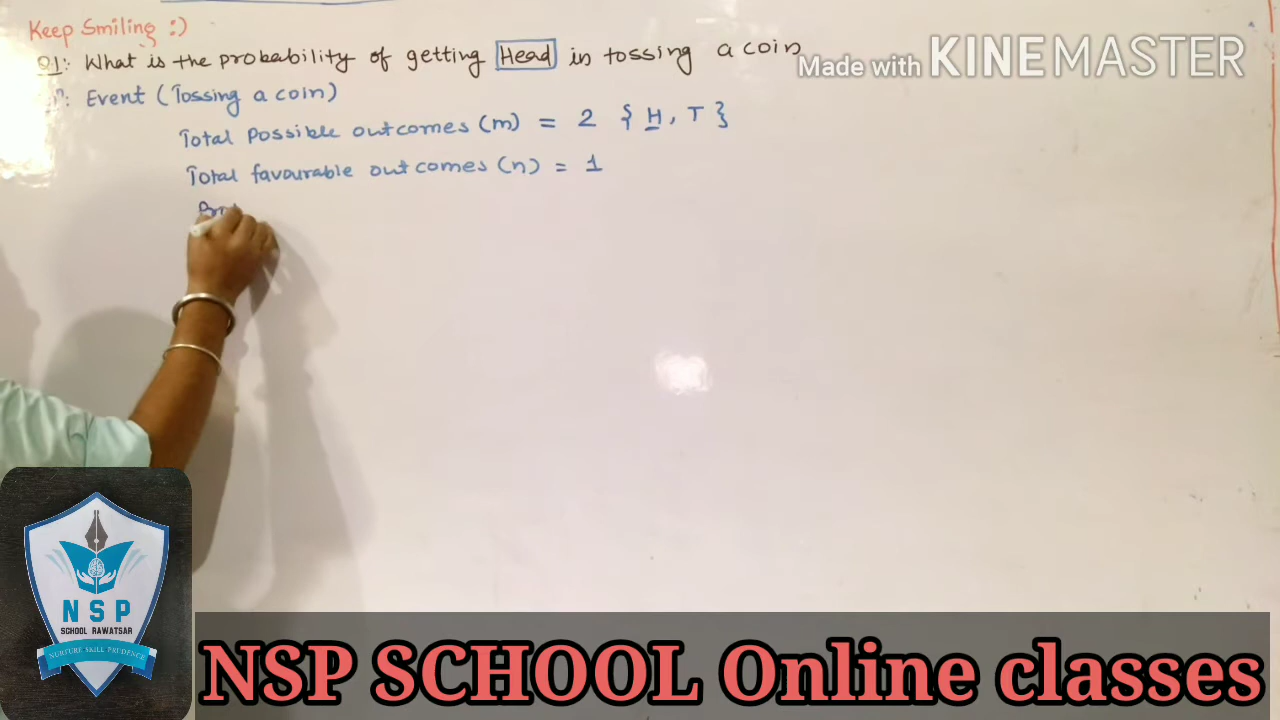 Keep Smiling :)
Q1:- What is the probability of getting Head in tossing a coin
Made with KINEMASTER
Event (Tossing a coin)
Total Possible outcomes (m) = 2 { H, T }
Total favourable outcomes (n) = 1
NSP
SCHOOL RAWATSAR
NURTURE SKILL PRUDENCE
NSP SCHOOL Online classes